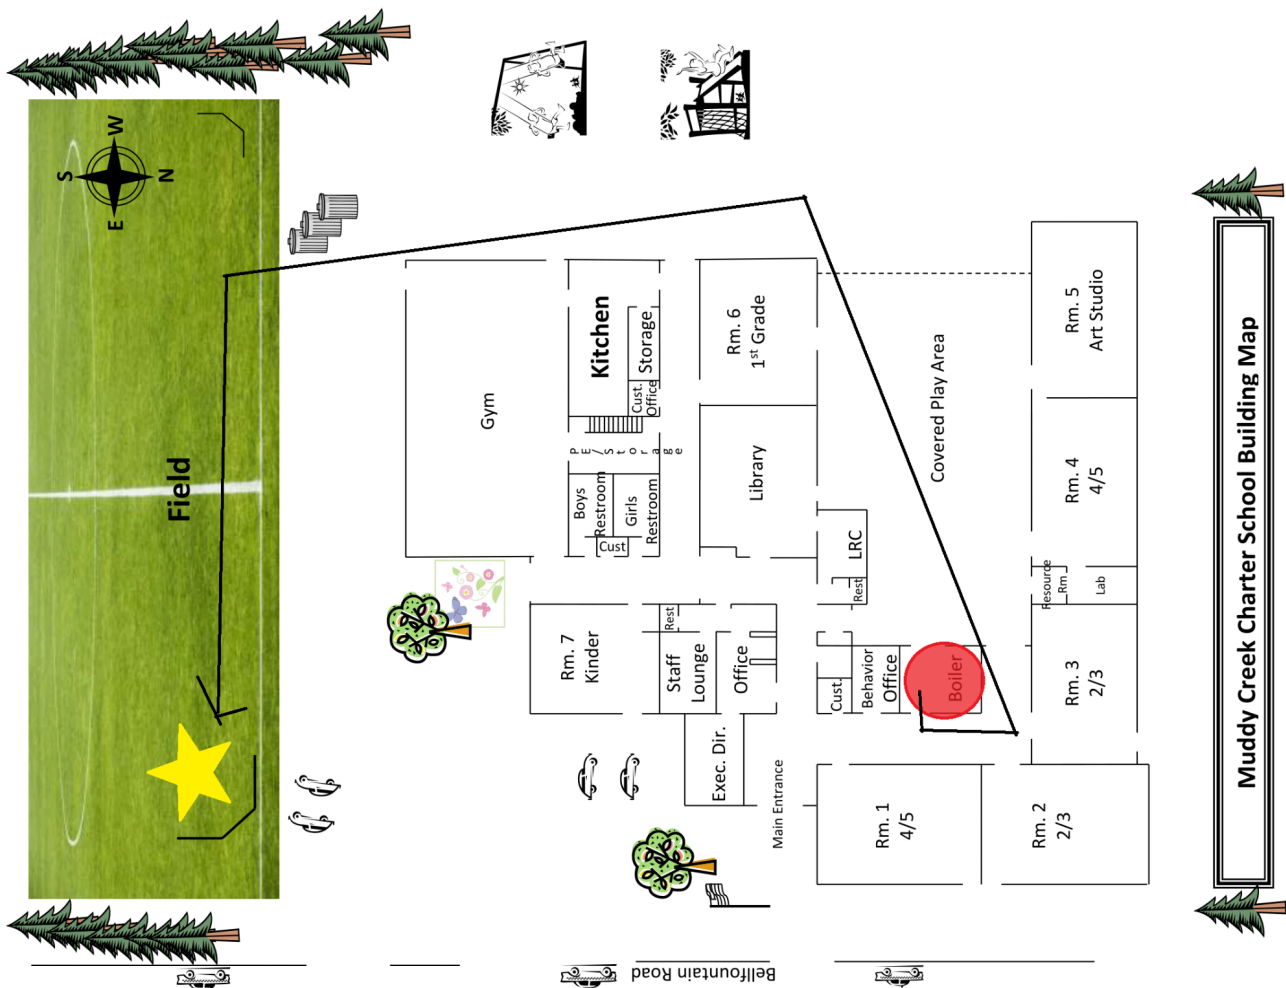 Muddy Creek Charter School Building Map
S
W
N
E
Field
Gym
Kitchen
Storage
Cust.
Office
PE/Storage
Boys
Restroom
Girls
Restroom
Cust
Rm. 6
1st Grade
Library
Rm. 7
Kinder
Rest
Staff
Lounge
Office
Exec. Dir.
Main Entrance
LRC
Rest
Cust.
Behavior
Office
Boiler
Covered Play Area
Rm. 5
Art Studio
Rm. 4
4/5
Resource
Rm
Lab
Rm. 3
2/3
Rm. 1
4/5
Rm. 2
2/3
Bellfountain Road